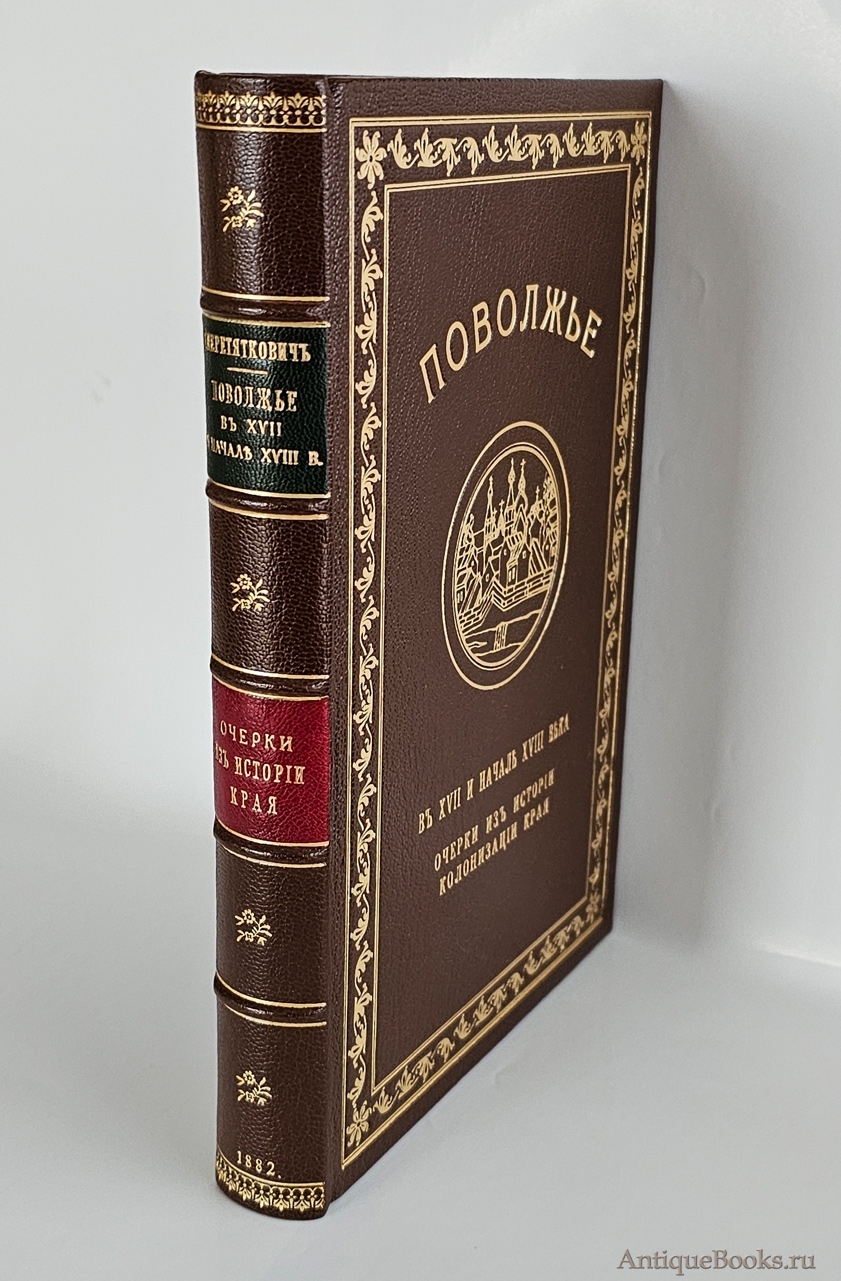 ПЕРЕТЯТКОВИЧЪ
ПОВОЛЖЬЕ
ВЪ XVII
И НАЧАЛѢ XVIII В.
ОЧЕРКИ
ИЗЪ ИСТОРІИ
КРАЯ
1882.
ПОВОЛЖЬЕ
ВЪ XVII И НАЧАЛѢ XVIII ВѢКА
ОЧЕРКИ ИЗЪ ИСТОРІИ
КОЛОНИЗАЦІИ КРАЯ
AntiqueBooks.ru